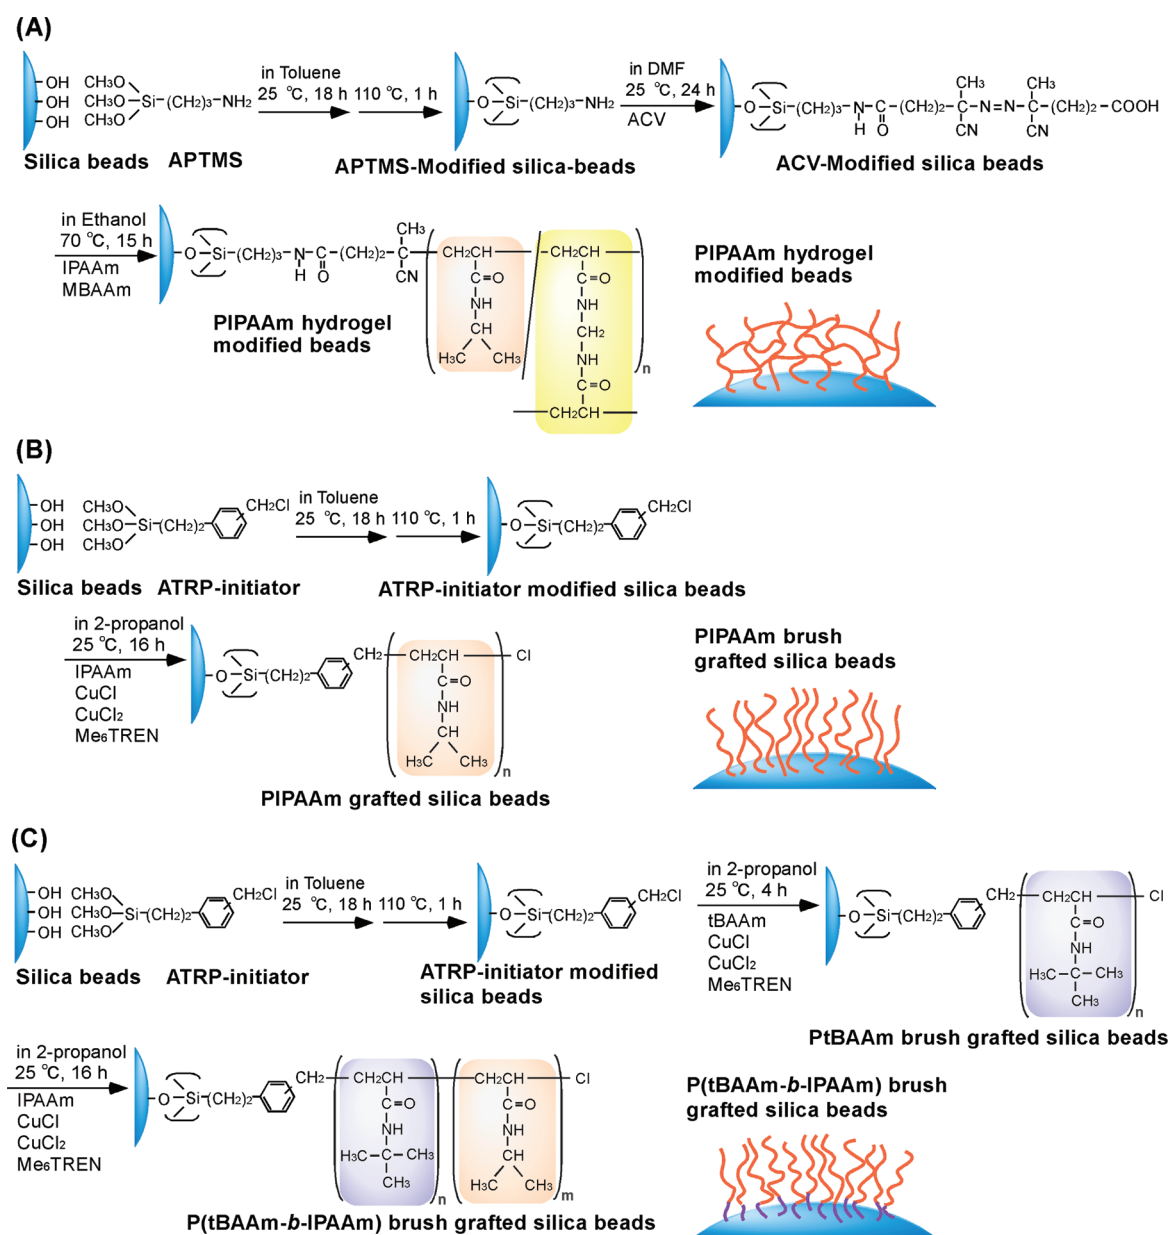 (A)
OH
OH
OH
CH3O
CH3O
CH3O
Si-(CH2)3-NH2
Silica beads APTMS
in Toluene
25 ℃, 18 h 110 ℃, 1 h
O-Si-(CH2)3-NH2
APTMS-Modified silica-beads
in DMF
25 ℃, 24 h
ACV
O-Si-(CH2)3-N-C-(CH2)2-C-N=N-C-(CH2)2-COOH
H
O
CH3
CN
CH3
CN
ACV-Modified silica beads
in Ethanol
70 ℃, 15 h
IPAAm
MBAAm
O-Si-(CH2)3-N-C-(CH2)2-C
H
O
CH3
CN
CH2CH
C=O
NH
CH
H3C CH3
CH2CH
C=O
NH
CH2
NH
C=O
CH2CH
n
PIPAAm hydrogel
modified beads
PIPAAm hydrogel
modified beads
(B)
OH
OH
OH
CH3O
CH3O
CH3O
Si-(CH2)2
CH2Cl
Silica beads ATRP-initiator
in Toluene
25 ℃, 18 h 110 ℃, 1 h
O-Si-(CH2)2
CH2Cl
ATRP-initiator modified silica beads
in 2-propanol
25 ℃, 16 h
IPAAm
CuCl
CuCl2
Me6TREN
O-Si-(CH2)2
CH2
CH2CH
Cl
C=O
NH
CH
H3C CH3
n
PIPAAm grafted silica beads
PIPAAm brush
grafted silica beads
(C)
OH
OH
OH
CH3O
CH3O
CH3O
Si-(CH2)2
CH2Cl
Silica beads ATRP-initiator
in Toluene
25 ℃, 18 h 110 ℃, 1 h
O-Si-(CH2)2
CH2Cl
ATRP-initiator modified
silica beads
in 2-propanol
25 ℃, 4 h
tBAAm
CuCl
CuCl2
Me6TREN
O-Si-(CH2)2
CH2
CH2CH
Cl
C=O
NH
H3C-C-CH3
CH3
n
PtBAAm brush grafted silica beads
in 2-propanol
25 ℃, 16 h
IPAAm
CuCl
CuCl2
Me6TREN
O-Si-(CH2)2
CH2
CH2CH
C=O
NH
H3C-C-CH3
CH3
n
CH2CH
Cl
C=O
NH
CH
H3C CH3
m
P(tBAAm-b-IPAAm) brush grafted silica beads
P(tBAAm-b-IPAAm) brush
grafted silica beads